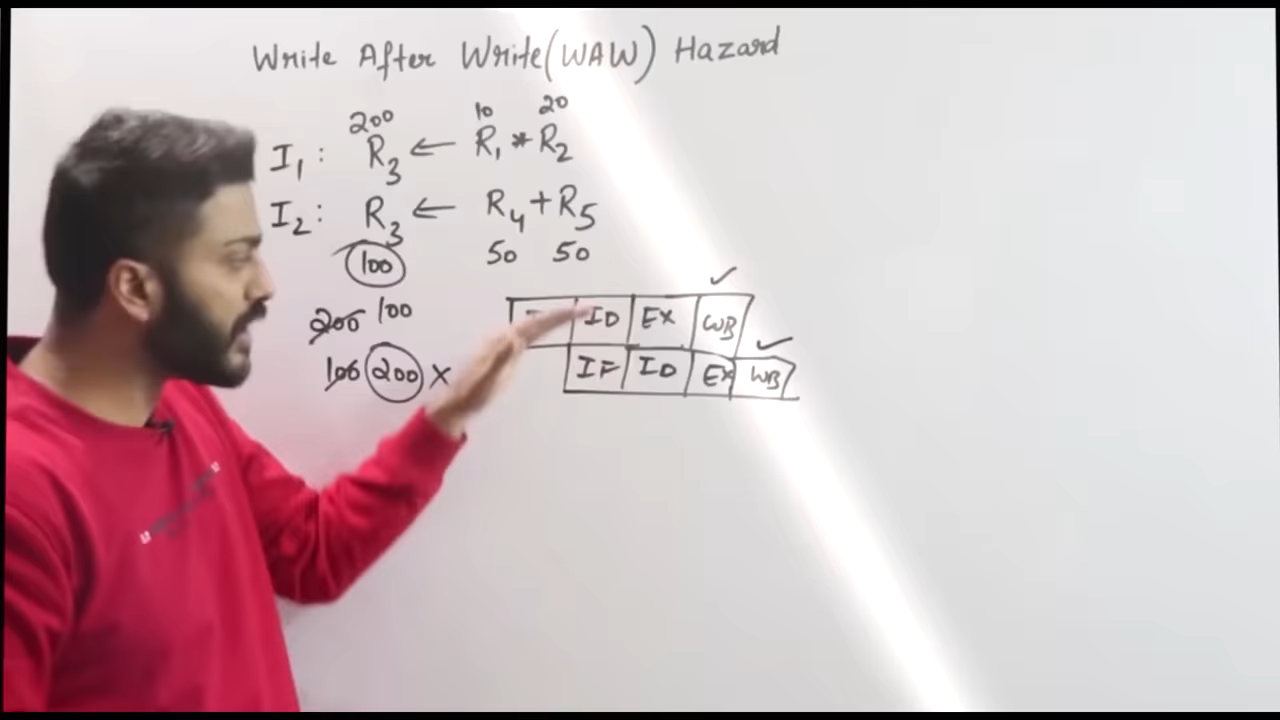 Write After Write(WAW) Hazard
200 10 20
I1: R3 ← R1 * R2
I2: R3 ← R4+R5
100 50 50
200 100
100 200 X
ID EX WB ✓
IF ID EX WB ✓